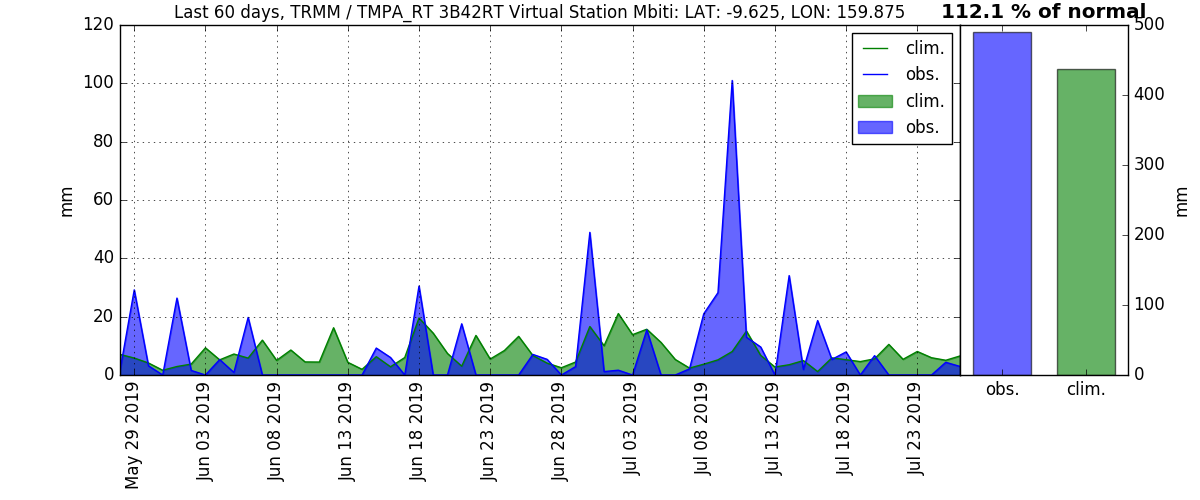 Last 60 days, TRMM / TMPA_RT 3B42RT Virtual Station Mbiti: LAT: -9.625, LON: 159.875
112.1 % of normal
120
100
80
60
40
20
0
mm
clim.
obs.
clim.
obs.
May 29 2019
Jun 03 2019
Jun 08 2019
Jun 13 2019
Jun 18 2019
Jun 23 2019
Jun 28 2019
Jul 03 2019
Jul 08 2019
Jul 13 2019
Jul 18 2019
Jul 23 2019
500
400
300
200
100
0
mm
obs.
clim.